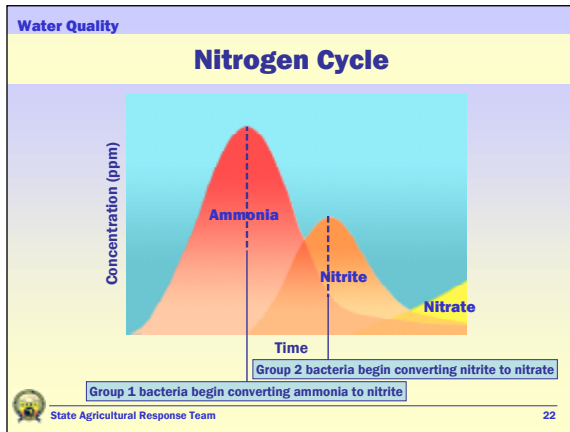 Water Quality
Nitrogen Cycle
Concentration (ppm)
Ammonia
Nitrite
Nitrate
Time
Group 2 bacteria begin converting nitrite to nitrate
Group 1 bacteria begin converting ammonia to nitrite
State Agricultural Response Team
22